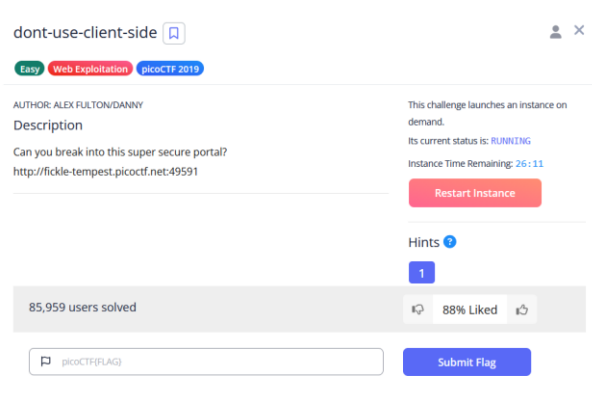 dont-use-client-side
Easy Web Exploitation picoCTF 2019
AUTHOR: ALEX FULTON/DANNY
Description
Can you break into this super secure portal?
http://fickle-tempest.picoctf.net:49591
This challenge launches an instance on
demand.
Its current status is: RUNNING
Instance Time Remaining: 26:11
Restart Instance
Hints ?
1
85,959 users solved
88% Liked
picoCTF{FLAG}
Submit Flag